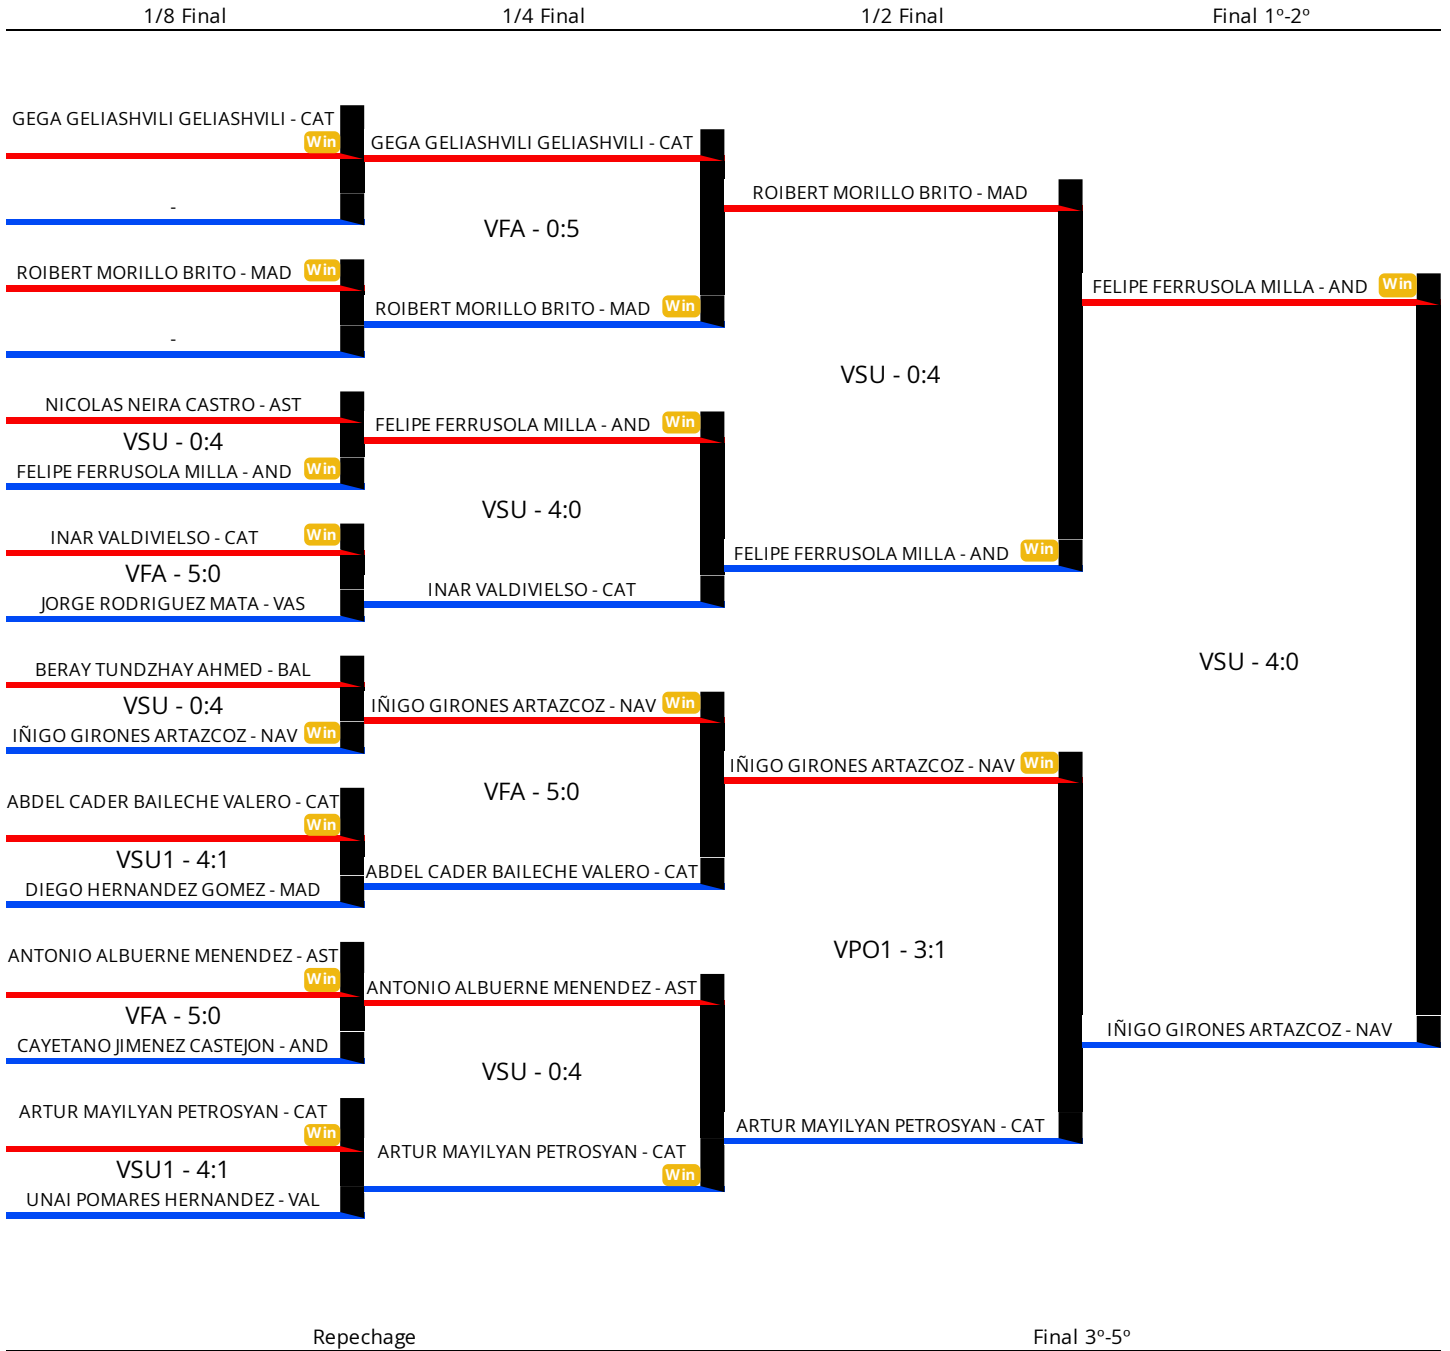 1/8 Final
1/4 Final
1/2 Final
Final 1º-2º
GEGA GELIASHVILI GELIASHVILI - CAT
Win
-
ROIBERT MORILLO BRITO - MAD Win
-
NICOLAS NEIRA CASTRO - AST
VSU - 0:4
FELIPE FERRUSOLA MILLA - AND Win
INAR VALDIVIELSO - CAT Win
VFA - 5:0
JORGE RODRIGUEZ MATA - VAS
BERAY TUNDZHAY AHMED - BAL
VSU - 0:4
IÑIGO GIRONES ARTAZCOZ - NAV Win
ABDEL CADER BAILECHE VALERO - CAT
Win
VSU1 - 4:1
DIEGO HERNANDEZ GOMEZ - MAD
ANTONIO ALBUERNE MENENDEZ - AST
Win
VFA - 5:0
CAYETANO JIMENEZ CASTEJON - AND
ARTUR MAYILYAN PETROSYAN - CAT
Win
VSU1 - 4:1
UNAI POMARES HERNANDEZ - VAL
GEGA GELIASHVILI GELIASHVILI - CAT
VFA - 0:5
ROIBERT MORILLO BRITO - MAD Win
FELIPE FERRUSOLA MILLA - AND Win
VSU - 4:0
INAR VALDIVIELSO - CAT
IÑIGO GIRONES ARTAZCOZ - NAV Win
VFA - 5:0
ABDEL CADER BAILECHE VALERO - CAT
ANTONIO ALBUERNE MENENDEZ - AST
VSU - 0:4
ARTUR MAYILYAN PETROSYAN - CAT
Win
ROIBERT MORILLO BRITO - MAD
VSU - 0:4
FELIPE FERRUSOLA MILLA - AND Win
IÑIGO GIRONES ARTAZCOZ - NAV Win
VPO1 - 3:1
ARTUR MAYILYAN PETROSYAN - CAT
FELIPE FERRUSOLA MILLA - AND Win
VSU - 4:0
IÑIGO GIRONES ARTAZCOZ - NAV
Repechage
Final 3º-5º